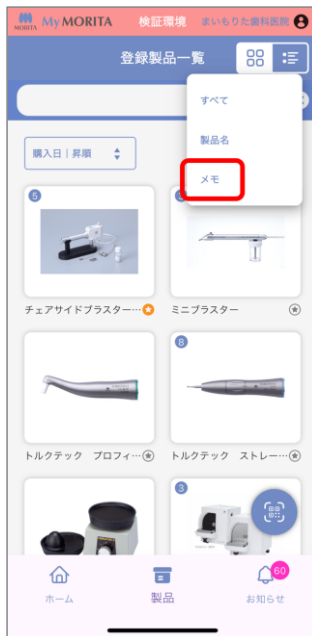 MORITA My MORITA 検証環境 まいもりた歯科医院
登録製品一覧
すべて
製品名
メモ
購入日 | 昇順
5
チェアサイドブラスター…
ミニブラスター
8
トルクテック プロフィ…
トルクテック ストレー…
3
60
ホーム
製品
お知らせ